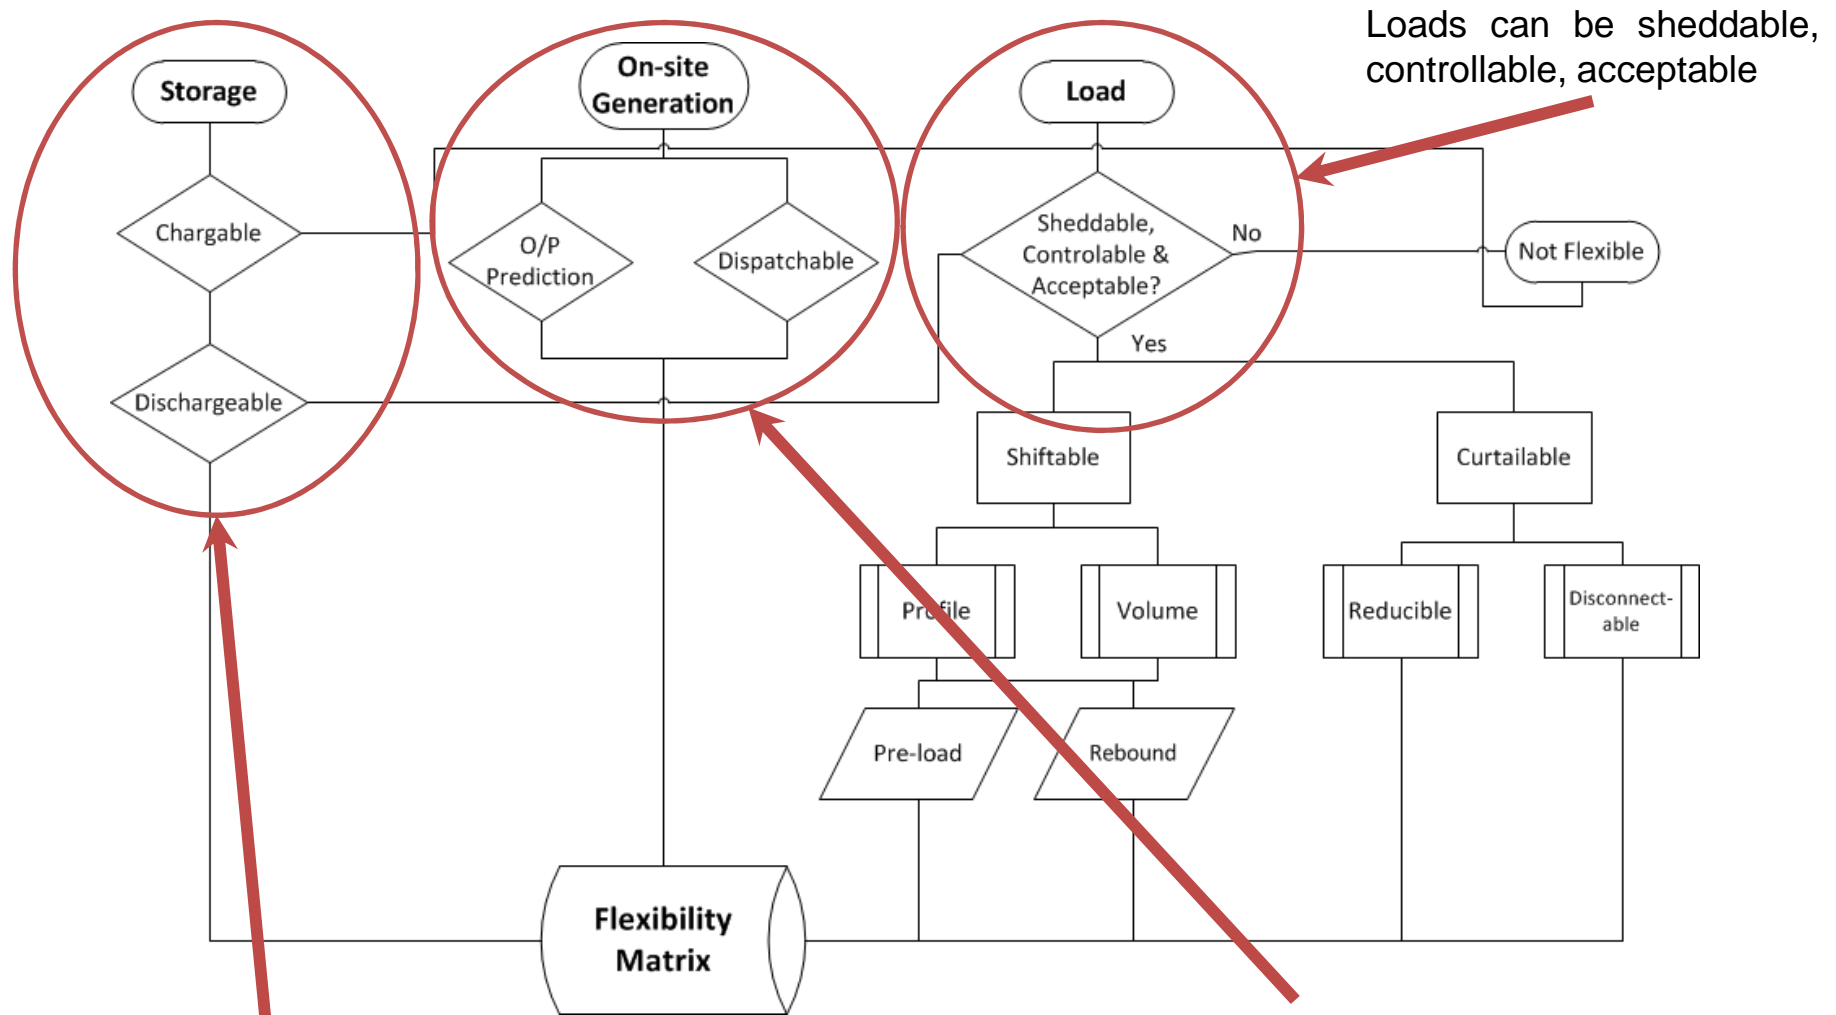 Loads can be sheddable,
controllable, acceptable
Storage
On-site
Generation
Load
Chargable
O/P
Prediction
Dispatchable
Sheddable,
Controlable &
Acceptable?
No
Not Flexible
Yes
Dischargeable
Shiftable
Curtailable
Profile
Volume
Reducible
Disconnect-
able
Pre-load
Rebound
Flexibility
Matrix